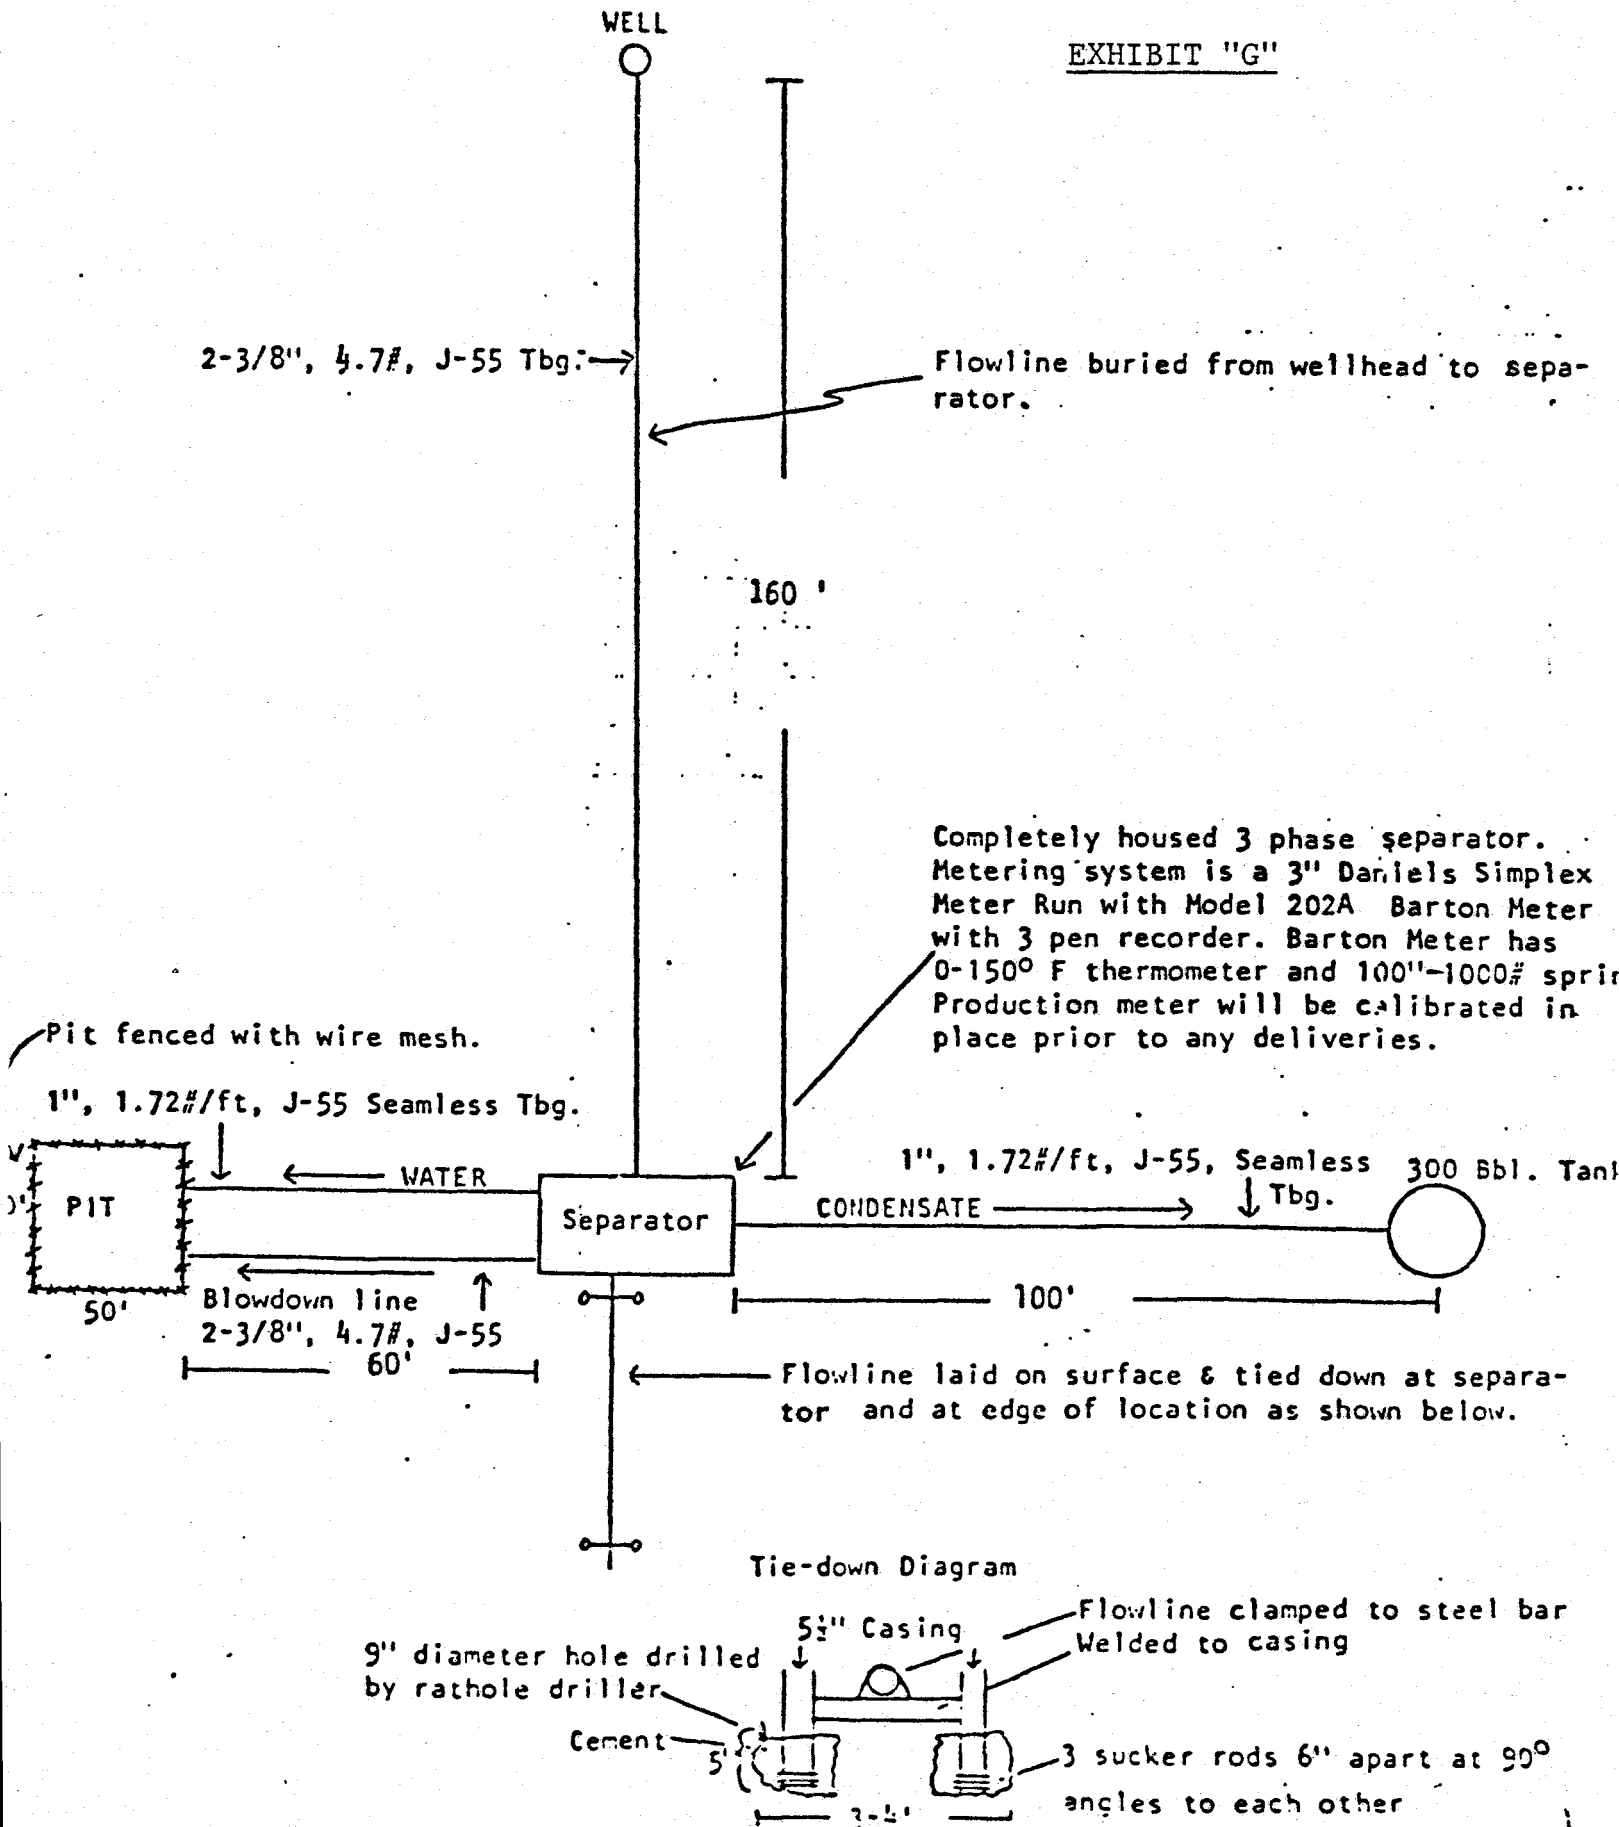 WELL
EXHIBIT "G"
2-3/8", 4.7#, J-55 Tbg.
Flowline buried from wellhead to sepa-
rator.
160 '
Completely housed 3 phase separator.
Metering system is a 3" Daniels Simplex
Meter Run with Model 202A Barton Meter
with 3 pen recorder. Barton Meter has
0-150° F thermometer and 100"-1000#
Production meter will be calibrated in
place prior to any deliveries.
Pit fenced with wire mesh.
1", 1.72#/ft, J-55 Seamless Tbg.
1", 1.72#/ft, J-55, Seamless
Tbg.
300 Bbl.
WATER
PIT
Separator
CONDENSATE
50'
Blowdown line
2-3/8", 4.7#, J-55
60'
100'
Flowline laid on surface & tied down at separa-
tor and at edge of location as shown below.
Tie-down Diagram
5½" Casing
Flowline clamped to steel bar
Welded to casing
9" diameter hole drilled
by rathole driller
Cement
5'
3 sucker rods 6" apart at 90°
angles to each other